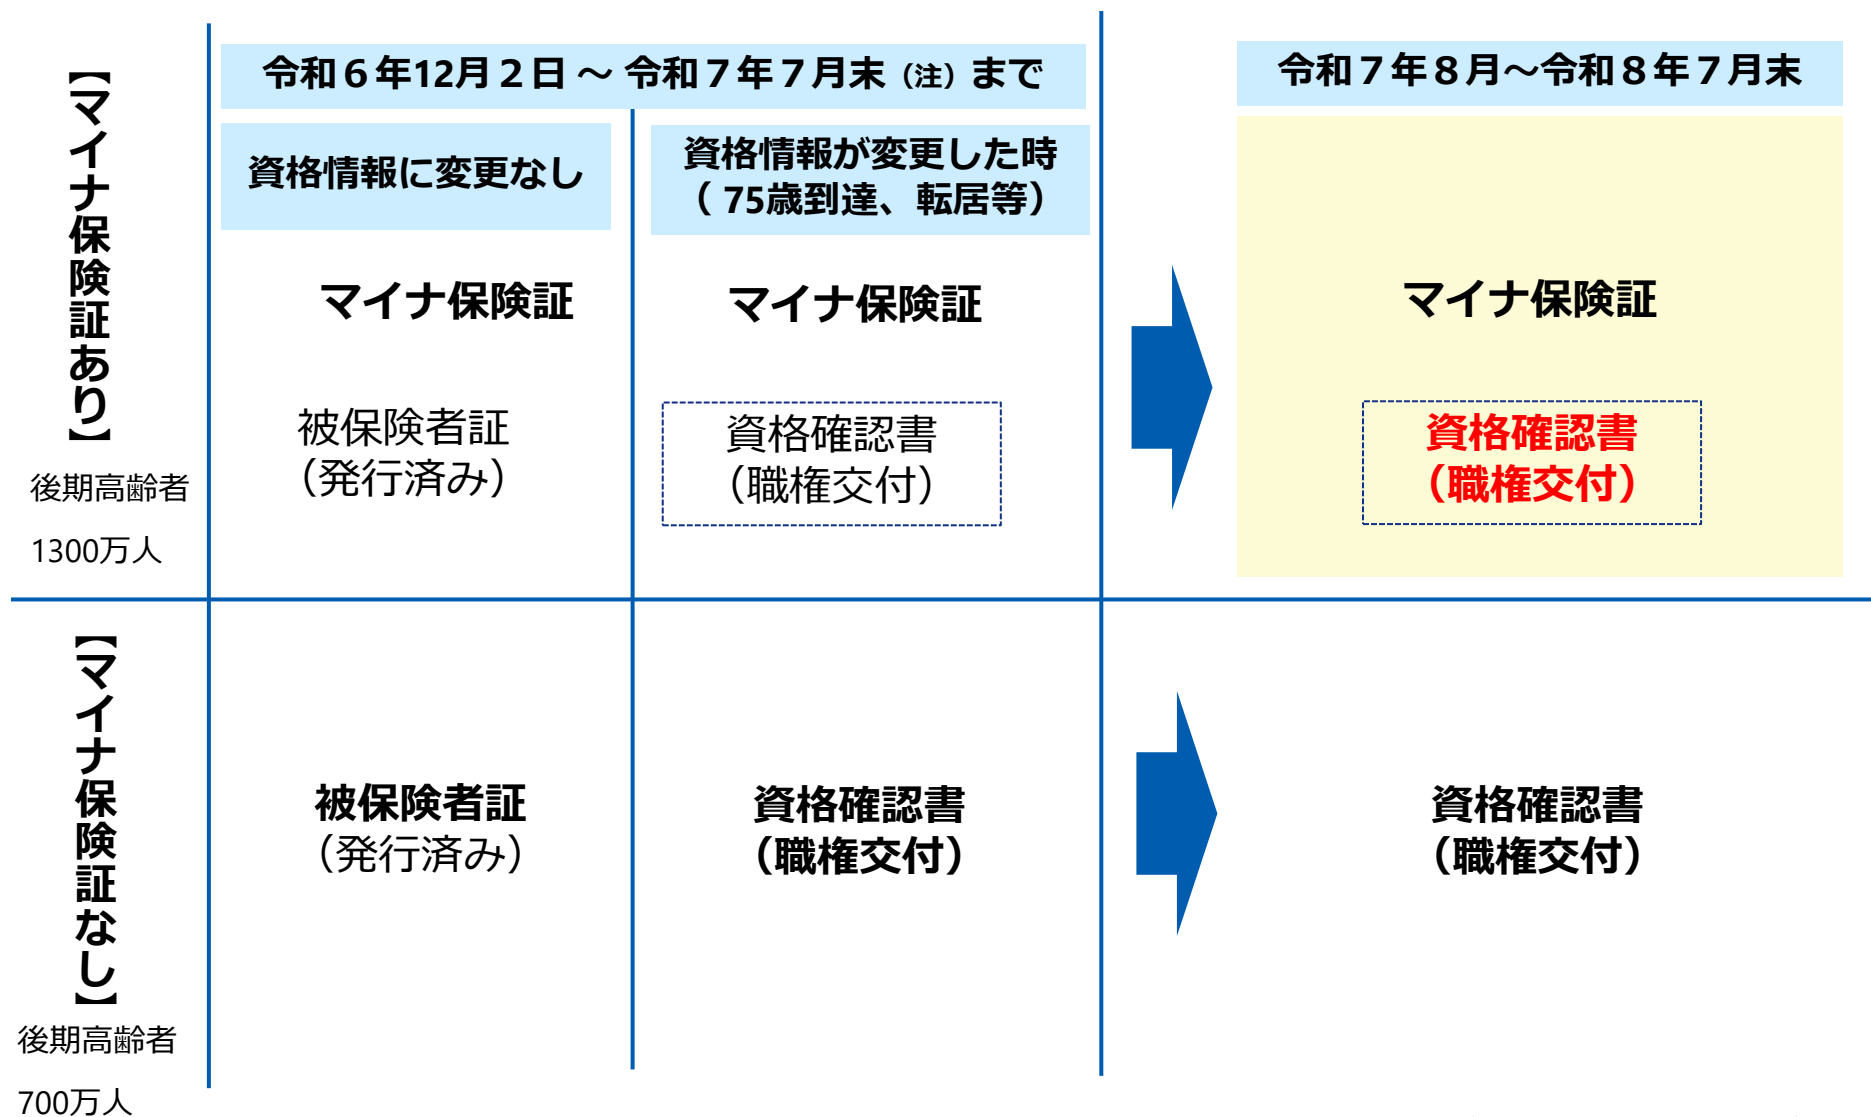 令和６年12月２日 ～ 令和７年７月末（注）まで
令和７年８月～令和８年７月末
資格情報に変更なし
資格情報が変更した時
（ 75歳到達、転居等）
【マイナ保険証あり】
後期高齢者
1300万人
マイナ保険証
被保険者証
（発行済み）
マイナ保険証
資格確認書
（職権交付）
マイナ保険証
資格確認書
（職権交付）
【マイナ保険証なし】
後期高齢者
700万人
被保険者証
（発行済み）
資格確認書
（職権交付）
資格確認書
（職権交付）